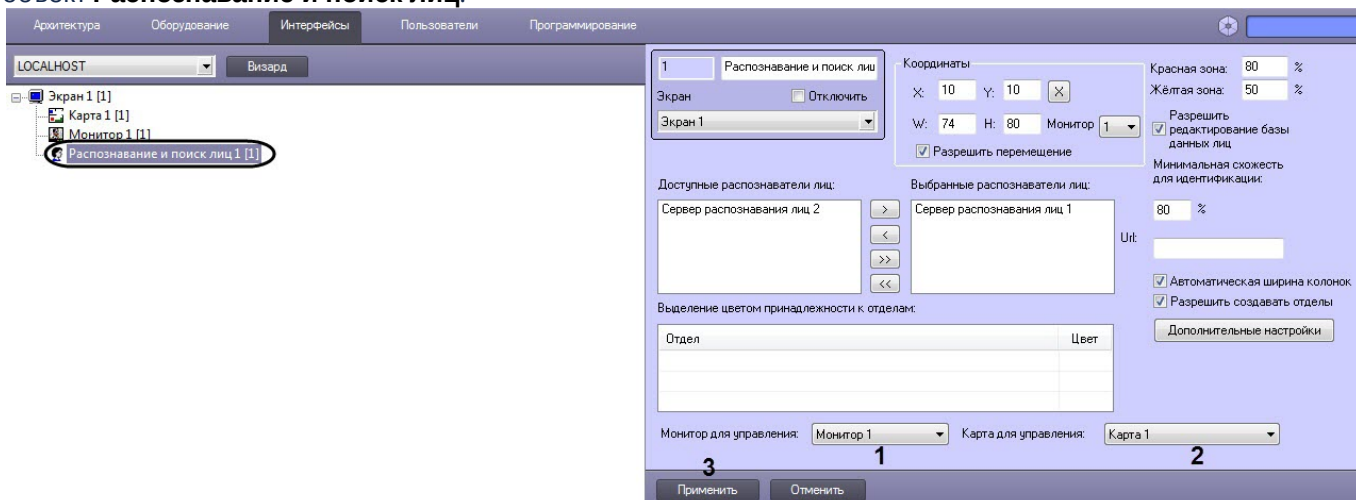 объект Распознавание и поиск лиц.
Архитектура Оборудование Интерфейсы Пользователи Программирование
LOCALHOST Визард
Экран 1 [1]
Карта 1 [1]
Монитор 1 [1]
Распознавание и поиск лиц 1 [1]
1 Распознавание и поиск лиц
Экран Отключить
Экран 1
Координаты
X: 10 Y: 10 X
W: 74 H: 80 Монитор 1
Разрешить перемещение
Красная зона: 80 %
Жёлтая зона: 50 %
Разрешить
редактирование базы
данных лиц
Минимальная схожесть
для идентификации:
80 %
Url:
Автоматическая ширина колонок
Разрешить создавать отделы
Дополнительные настройки
Доступные распознаватели лиц:
Сервер распознавания лиц 2
>
<
>>
<<
Выбранные распознаватели лиц:
Сервер распознавания лиц 1
Выделение цветом принадлежности к отделам:
Отдел Цвет
Монитор для управления: Монитор 1 Карта для управления: Карта 1
1 2
3
Применить Отменить